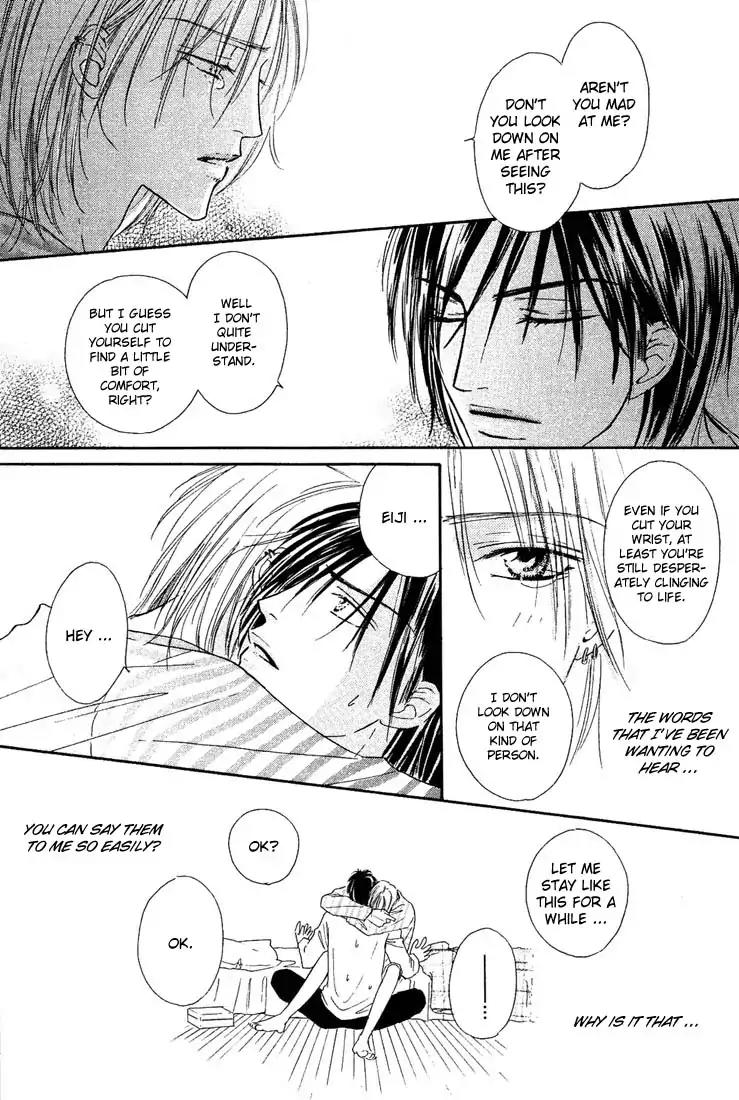 AREN'T
YOU MAD
AT ME?
DON'T
YOU LOOK
DOWN ON
ME AFTER
SEEING
THIS?
WELL
I DON'T
QUITE
UNDER-
STAND.
BUT I GUESS
YOU CUT
YOURSELF TO
FIND A LITTLE
BIT OF
COMFORT,
RIGHT?
EVEN IF YOU
CUT YOUR
WRIST, AT
LEAST YOU'RE
STILL DESPER-
ATELY CLINGING
TO LIFE.
I DON'T
LOOK DOWN
ON THAT
KIND OF
PERSON.
THE WORDS
THAT I'VE BEEN
WANTING TO
HEAR ...
EIJI ...
HEY ...
LET ME
STAY LIKE
THIS FOR A
WHILE ...
WHY IS IT THAT ...
......
OK?
OK.
YOU CAN SAY THEM
TO ME SO EASILY?